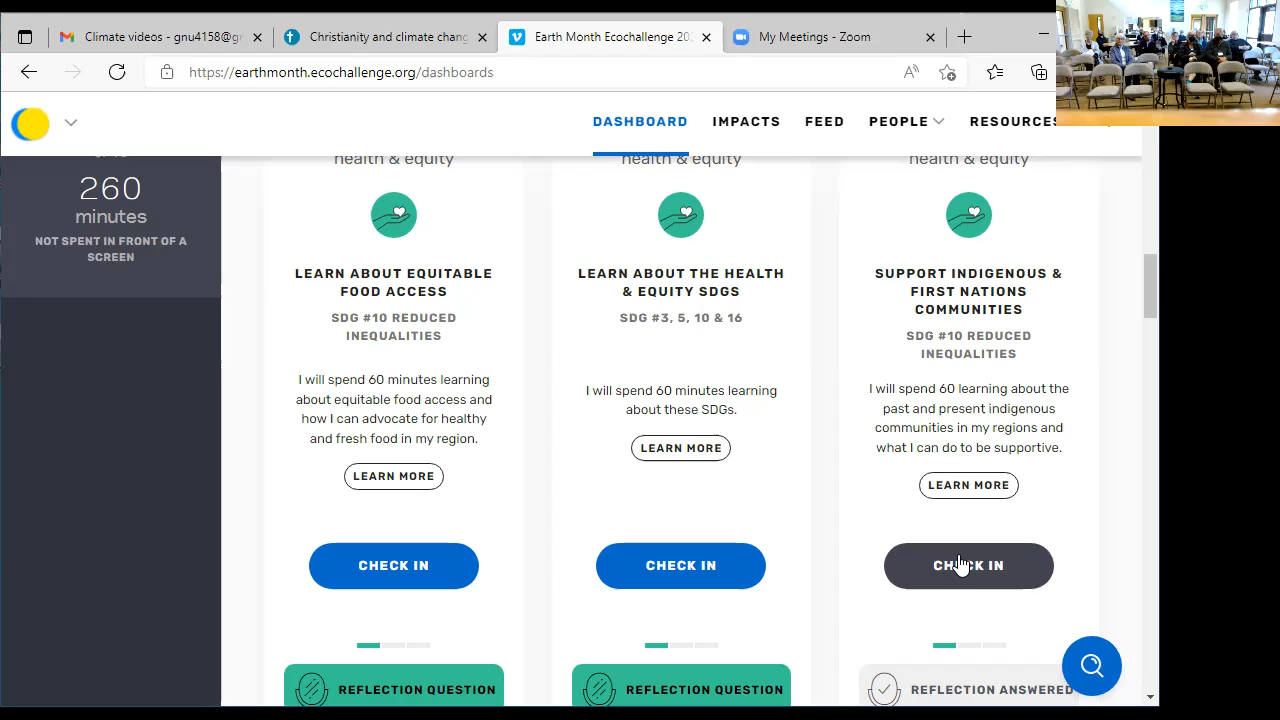 Climate videos - gnu4158@gr
Christianity and climate chang
Earth Month Ecochallenge 202
My Meetings - Zoom
https://earthmonth.ecochallenge.org/dashboards
DASHBOARD
IMPACTS
FEED
PEOPLE
RESOURCES
260
minutes
NOT SPENT IN FRONT OF A
SCREEN
health & equity
LEARN ABOUT EQUITABLE
FOOD ACCESS
SDG #10 REDUCED
INEQUALITIES
I will spend 60 minutes learning
about equitable food access and
how I can advocate for healthy
and fresh food in my region.
LEARN MORE
CHECK IN
REFLECTION QUESTION
health & equity
LEARN ABOUT THE HEALTH
& EQUITY SDGS
SDG #3, 5, 10 & 16
I will spend 60 minutes learning
about these SDGs.
LEARN MORE
CHECK IN
REFLECTION QUESTION
health & equity
SUPPORT INDIGENOUS &
FIRST NATIONS
COMMUNITIES
SDG #10 REDUCED
INEQUALITIES
I will spend 60 learning about the
past and present indigenous
communities in my regions and
what I can do to be supportive.
LEARN MORE
CHECK IN
REFLECTION ANSWERED